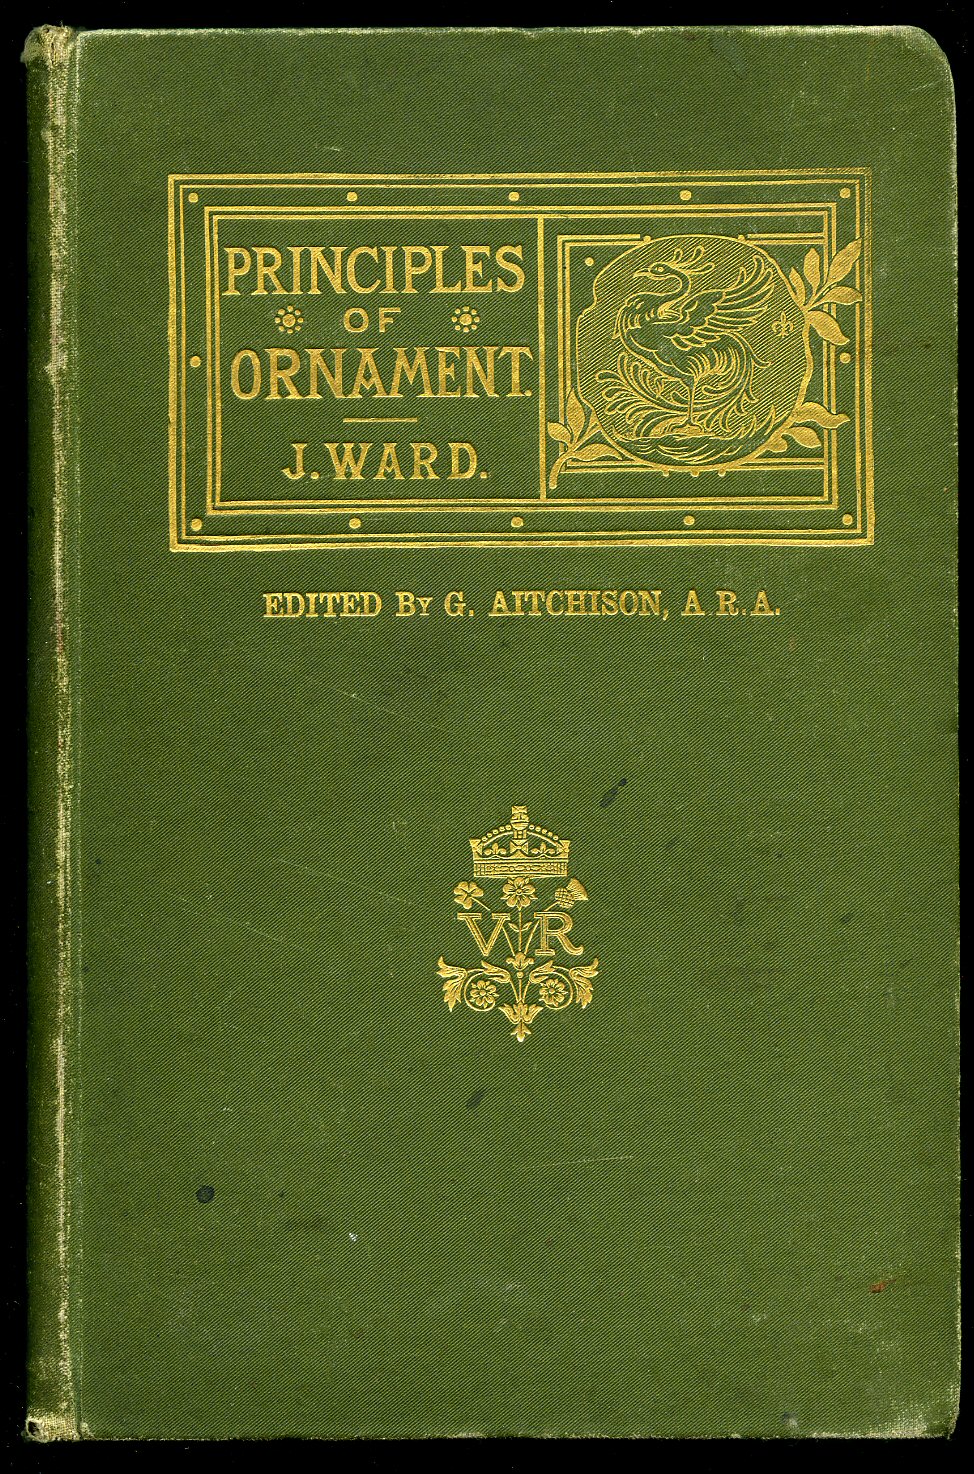 PRINCIPLES
OF
ORNAMENT.
J. WARD.
EDITED BY G. AITCHISON, A.R.A.
VR